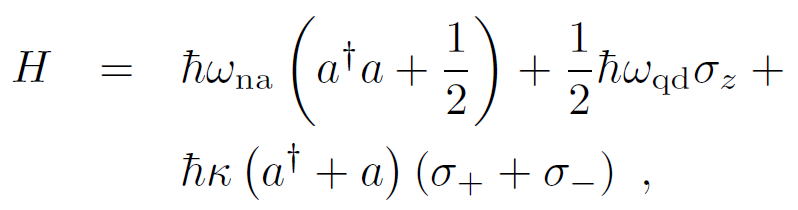 H = ħω_na (a†a + 1/2) + 1/2 ħω_qd σ_z +
ħκ (a† + a) (σ_+ + σ_−) ,